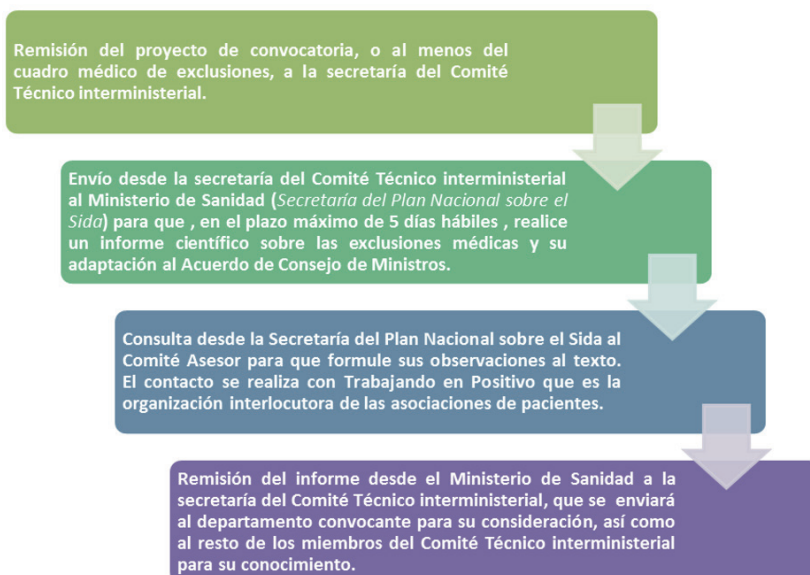 Remisión del proyecto de convocatoria, o al menos del
cuadro médico de exclusiones, a la secretaría del Comité
Técnico interministerial.
Envío desde la secretaría del Comité Técnico interministerial
al Ministerio de Sanidad (Secretaría del Plan Nacional sobre el
Sida) para que , en el plazo máximo de 5 días hábiles , realice
un informe científico sobre las exclusiones médicas y su
adaptación al Acuerdo de Consejo de Ministros.
Consulta desde la Secretaría del Plan Nacional sobre el Sida al
Comité Asesor para que formule sus observaciones al texto.
El contacto se realiza con Trabajando en Positivo que es la
organización interlocutora de las asociaciones de pacientes.
Remisión del informe desde el Ministerio de Sanidad a la
secretaría del Comité Técnico interministerial, que se enviará
al departamento convocante para su consideración, así como
al resto de los miembros del Comité Técnico interministerial
para su conocimiento.